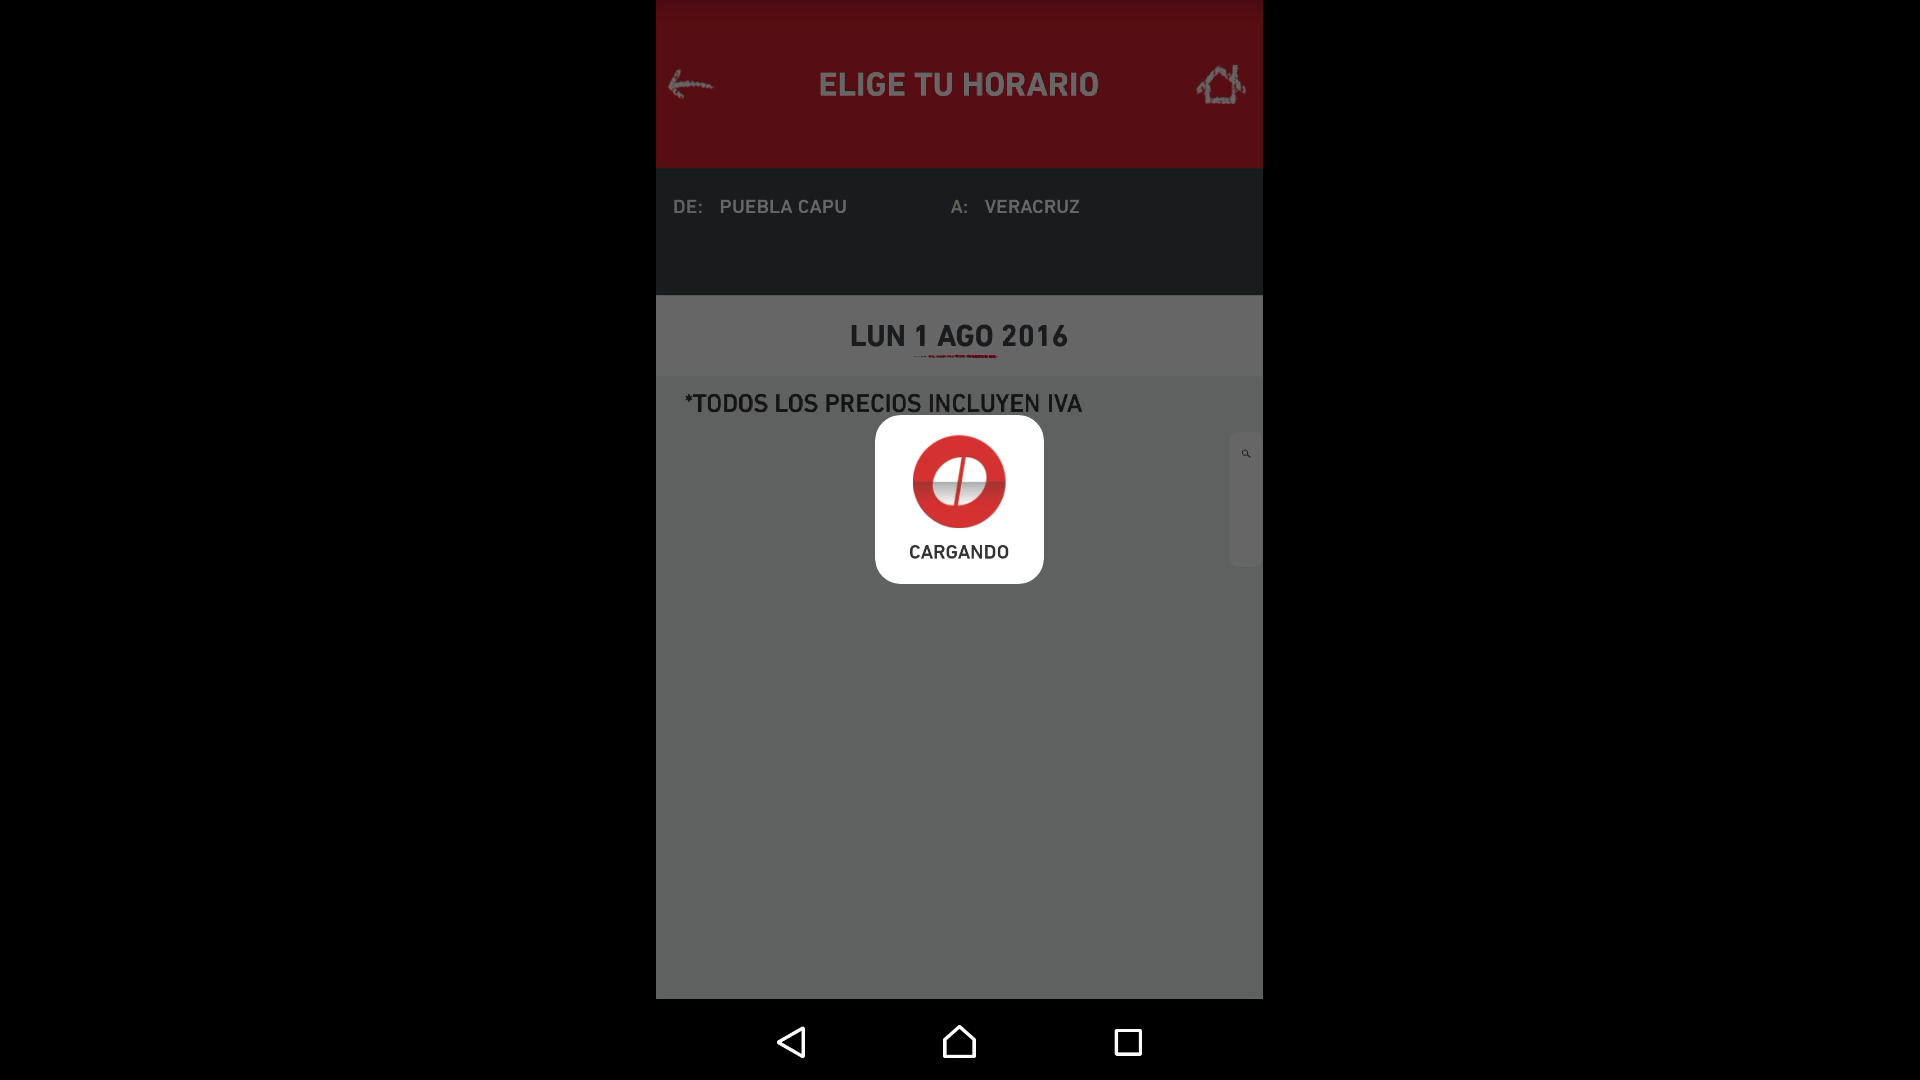 ELIGE TU HORARIO
DE: PUEBLA CAPU A: VERACRUZ
LUN 1 AGO 2016
*TODOS LOS PRECIOS INCLUYEN IVA
CARGANDO